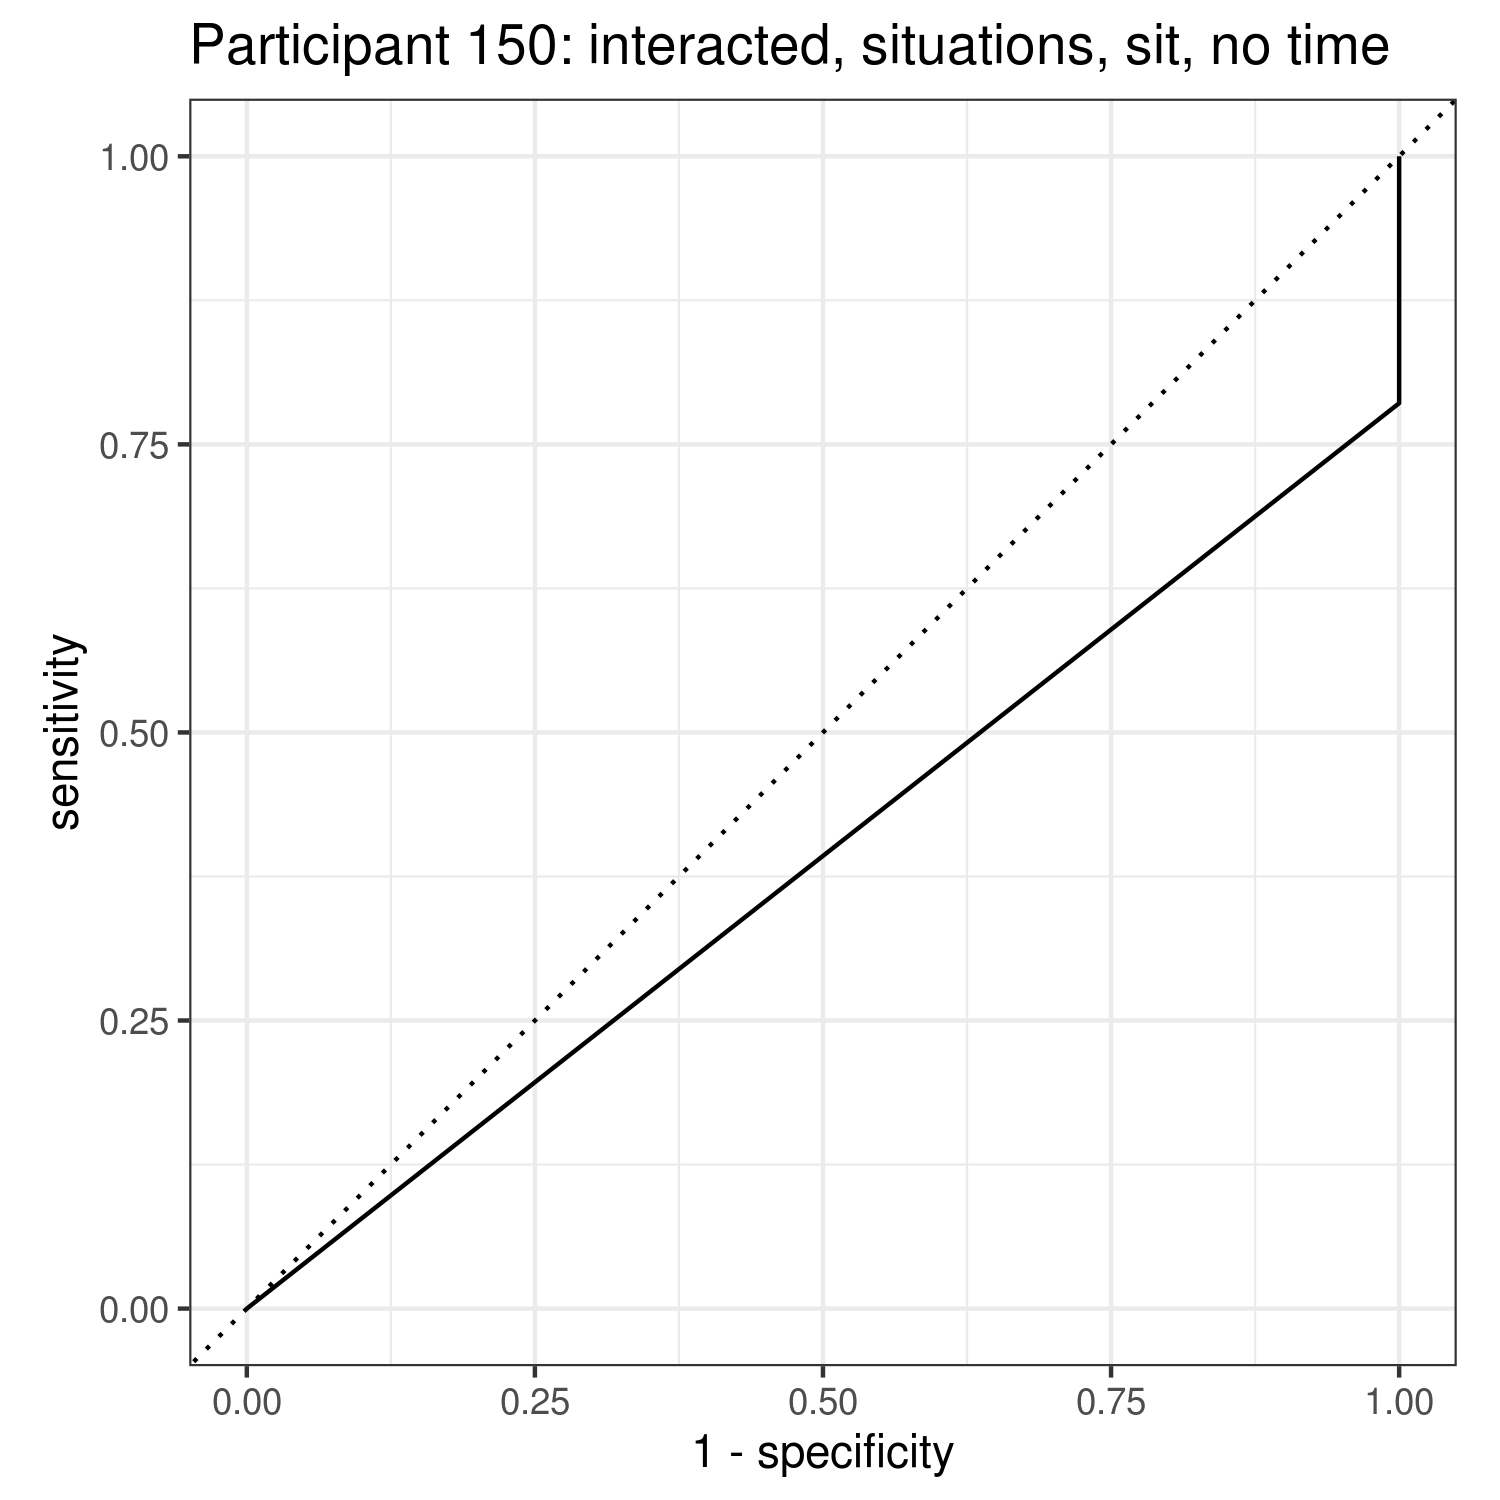 Participant 150: interacted, situations, sit, no time
sensitivity
1.00
0.75
0.50
0.25
0.00
0.00 0.25 0.50 0.75 1.00
1 - specificity